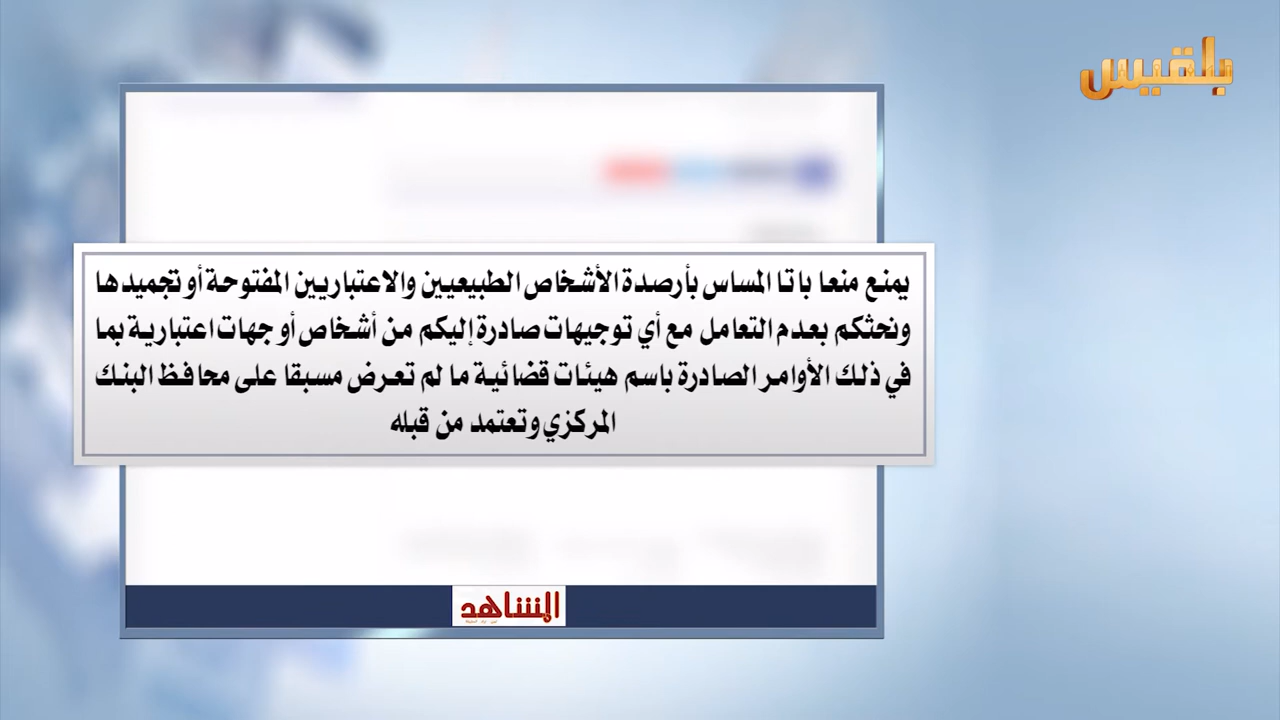 بلقيس
يمنع منعا باتا المساس بأرصدة الأشخاص الطبيعيين والاعتباريين المفتوحة أو تجميدها
ونحثكم بعدم التعامل مع أي توجيهات صادرة إليكم من أشخاص أو جهات اعتبارية بما
في ذلك الأوامر الصادرة باسم هيئات قضائية ما لم تعرض مسبقا على محافظ البنك
المركزي وتعتمد من قبله
المشاهد